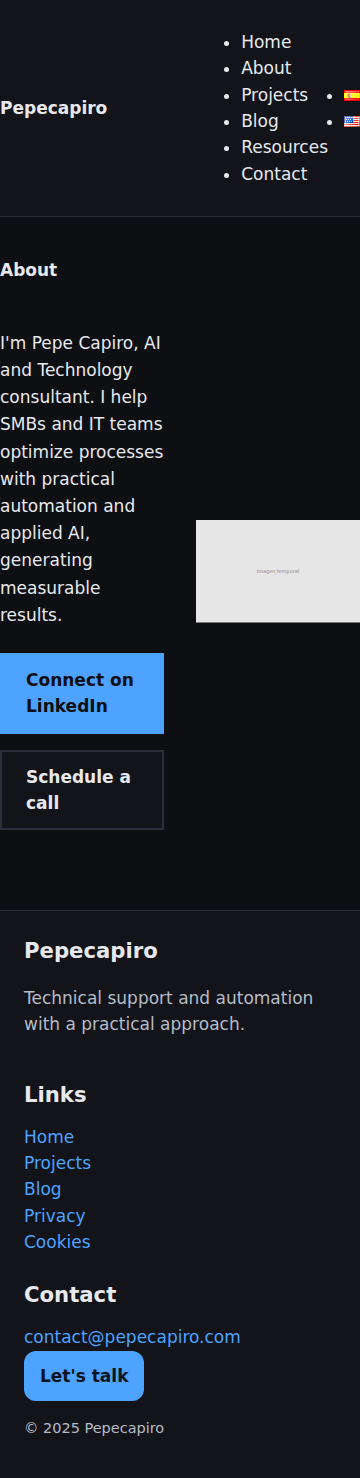 Pepecapiro
Home
About
Projects
Blog
Resources
Contact
About
I'm Pepe Capiro, AI
and Technology
consultant. I help
SMBs and IT teams
optimize processes
with practical
automation and
applied AI,
generating
measurable
results.
Imagen temporal
Connect on
LinkedIn
Schedule a
call
Pepecapiro
Technical support and automation
with a practical approach.
Links
Home
Projects
Blog
Privacy
Cookies
Contact
contact@pepecapiro.com
Let's talk
© 2025 Pepecapiro